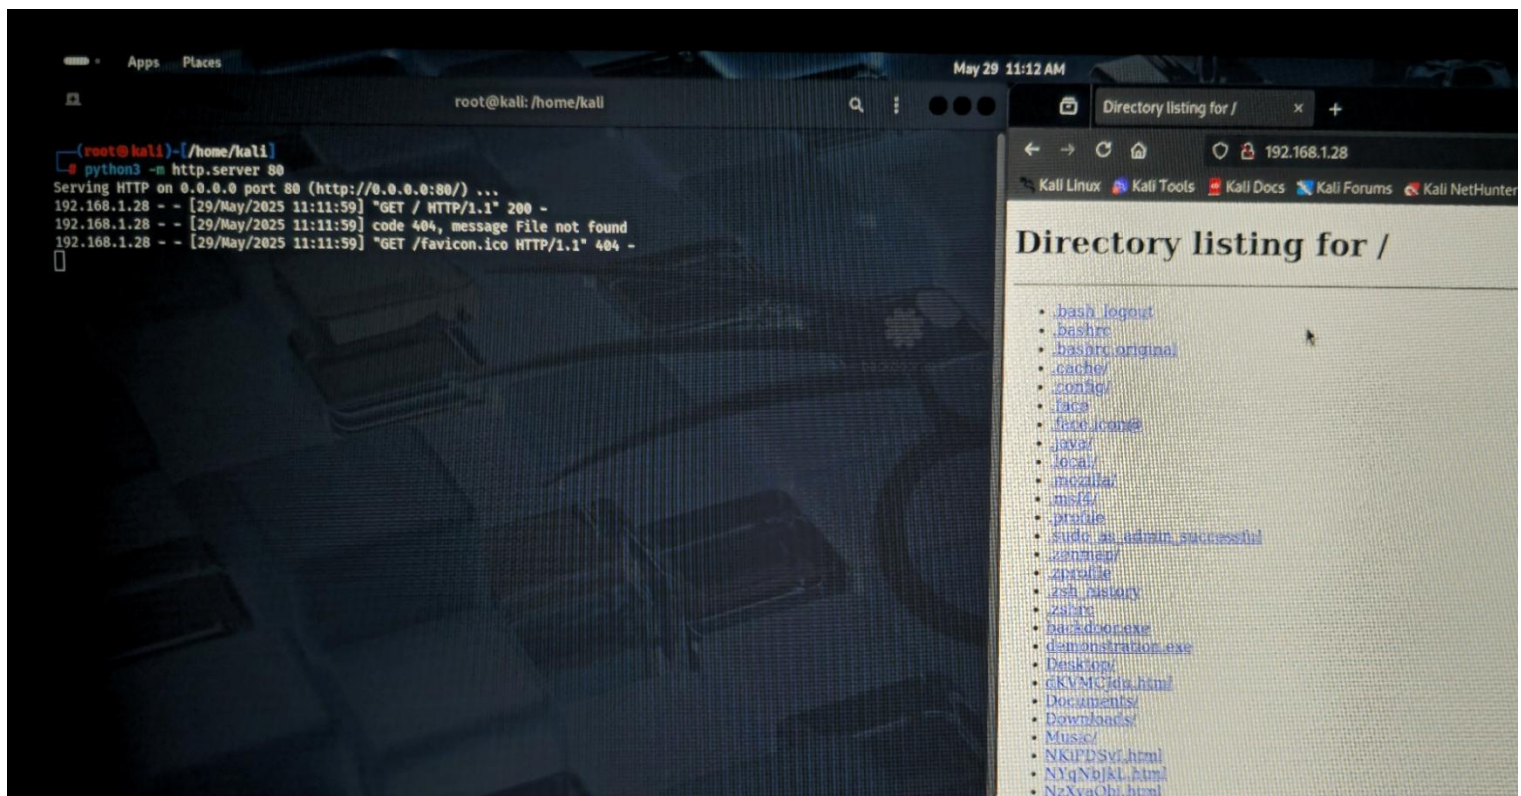 Apps Places
May 29 11:12 AM
root@kali: /home/kali
(root㉿kali)-[/home/kali]
# python3 -m http.server 80
Serving HTTP on 0.0.0.0 port 80 (http://0.0.0.0:80/) ...
192.168.1.28 - - [29/May/2025 11:11:59] "GET / HTTP/1.1" 200 -
192.168.1.28 - - [29/May/2025 11:11:59] code 404, message File not found
192.168.1.28 - - [29/May/2025 11:11:59] "GET /favicon.ico HTTP/1.1" 404 -
Directory listing for /
192.168.1.28
Kali Linux Kali Tools Kali Docs Kali Forums Kali NetHunter
Directory listing for /
.bash_logout
.bashrc
.bashrc.original
.cache/
.config/
.face
.face.icon@
.java/
.local/
.mozilla/
.msf4/
.profile
.sudo_as_admin_successful
.zenmap/
.zprofile
.zsh_history
.zshrc
backdoor.exe
demonstration.exe
Desktop/
dKVMCjdu.html
Documents/
Downloads/
Music/
NKiPDSvI.html
NYqNbJkL.html